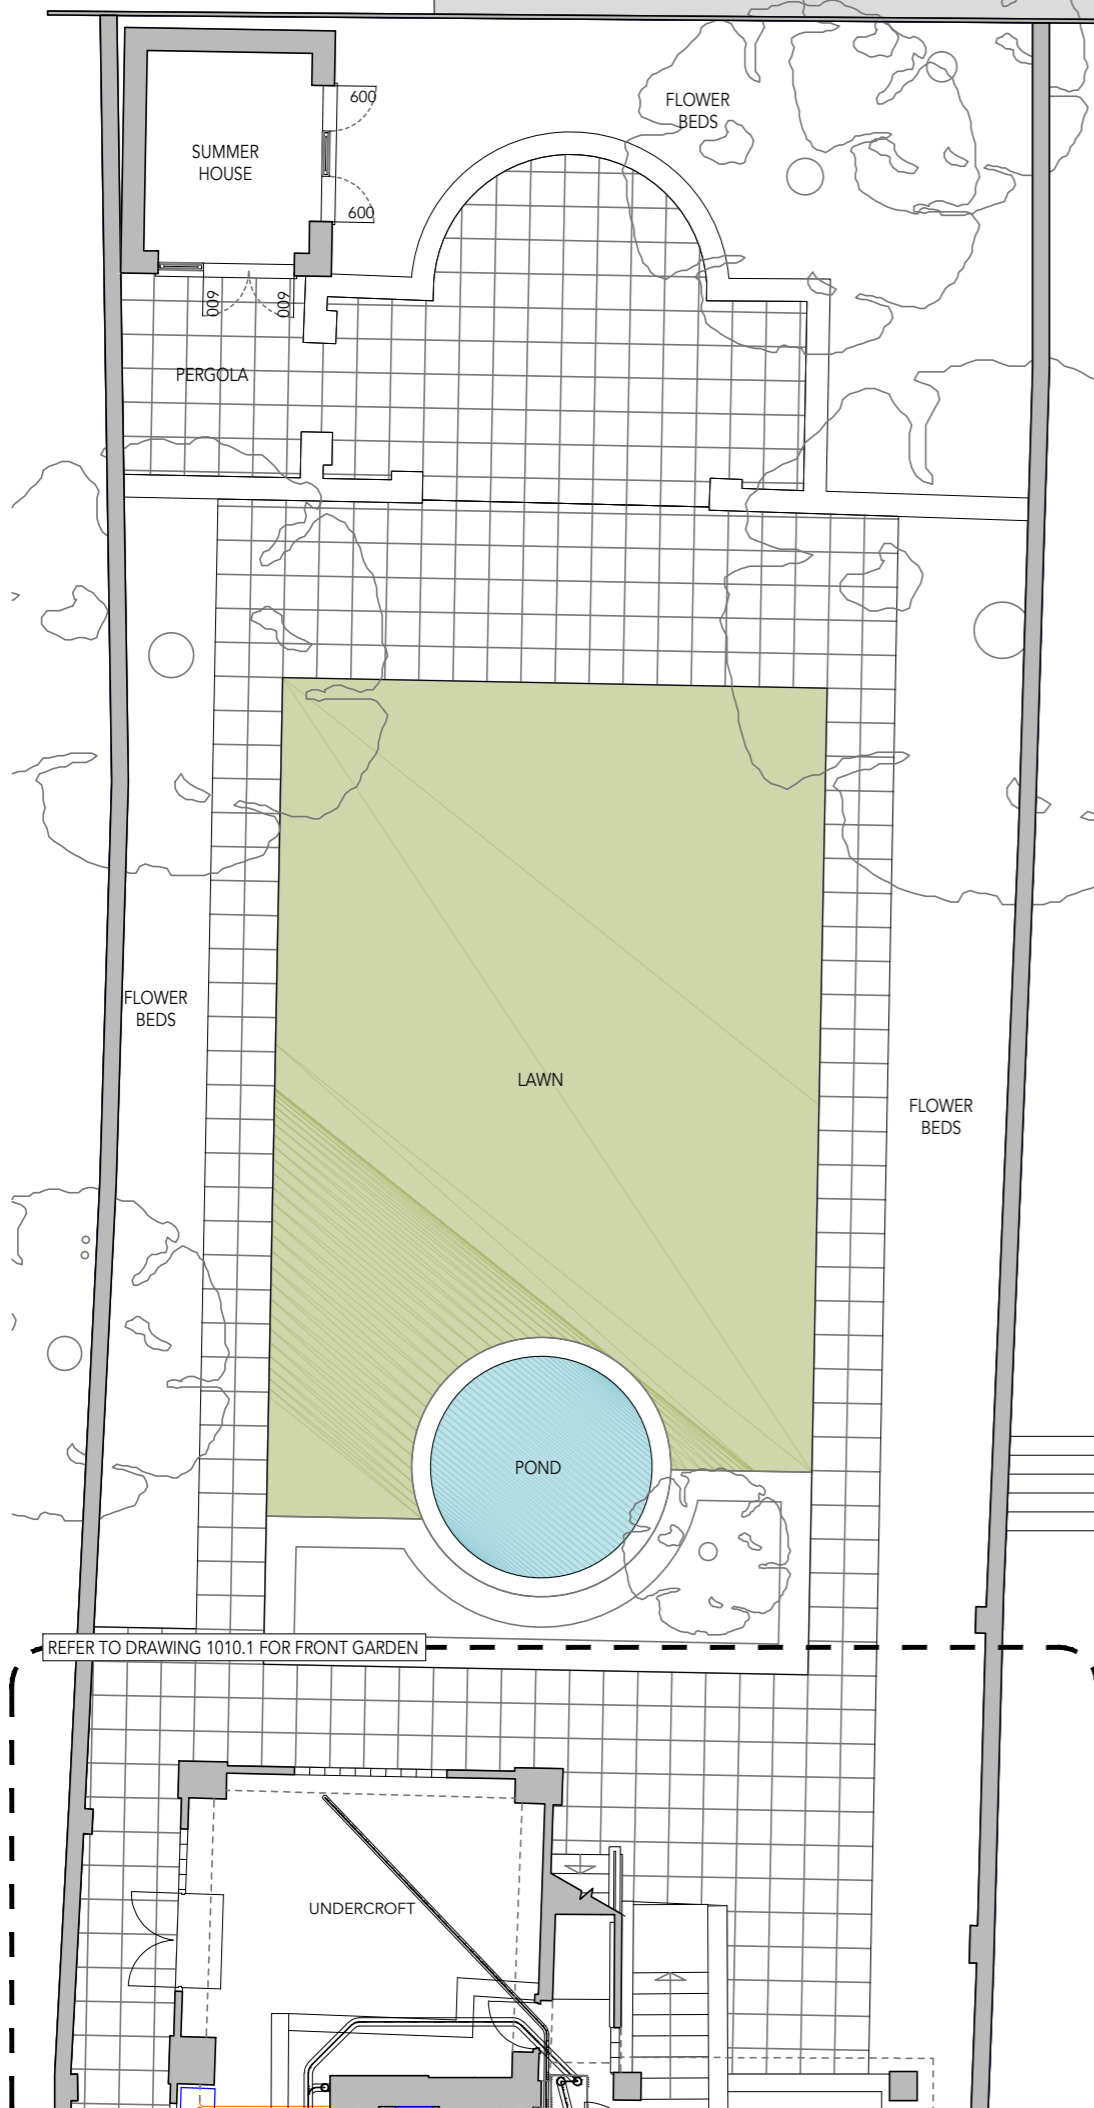 FLOWER
BEDS
600
SUMMER
HOUSE
600
600
600
PERGOLA
FLOWER
BEDS
LAWN
FLOWER
BEDS
POND
REFER TO DRAWING 1010.1 FOR FRONT GARDEN
UNDERCROFT